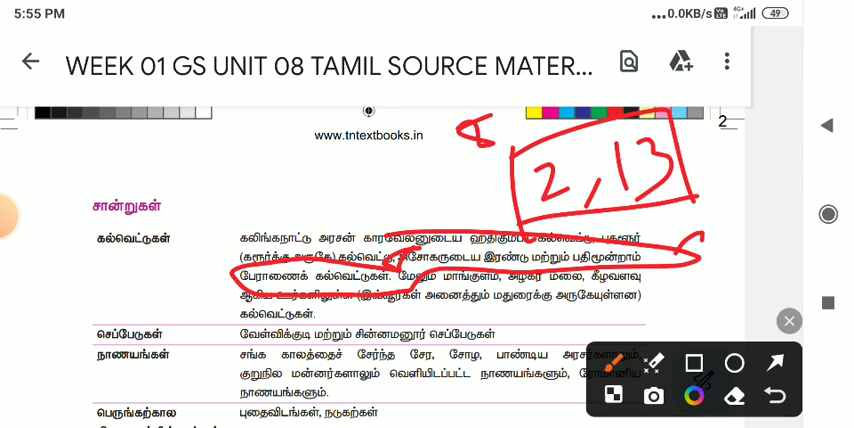 5:55 PM ...0.0KB/s Vo LTE 4G+ 49
WEEK 01 GS UNIT 08 TAMIL SOURCE MATER...
2
www.tntextbooks.in
2, 13
சான்றுகள்
கல்வெட்டுகள் கலிங்கநாட்டு அரசன் காரவேலனுடைய ஹதிகும்பா கல்வெட்டு, புகளூர்
(கரூர்க்கு அருகே) கல்வெட்டு, அசோகருடைய இரண்டு மற்றும் பதிமூன்றாம்
பேராணைக் கல்வெட்டுகள். மேலும் மாங்குளம், அழகர் மலை, கீழவளவு
ஆகிய ஊர்களிலுள்ள (இவ்வூர்கள் அனைத்தும் மதுரைக்கு அருகேயுள்ளன)
கல்வெட்டுகள்.
செப்பேடுகள் வேள்விக்குடி மற்றும் சின்னமனூர் செப்பேடுகள்
நாணயங்கள் சங்க காலத்தைச் சேர்ந்த சேர, சோழ, பாண்டிய அரசர்களாலும்,
குறுநில மன்னர்களாலும் வெளியிடப்பட்ட நாணயங்களும், ரோமானிய
நாணயங்களும்.
பெருங்கற்கால புதைவிடங்கள், நடுகற்கள்